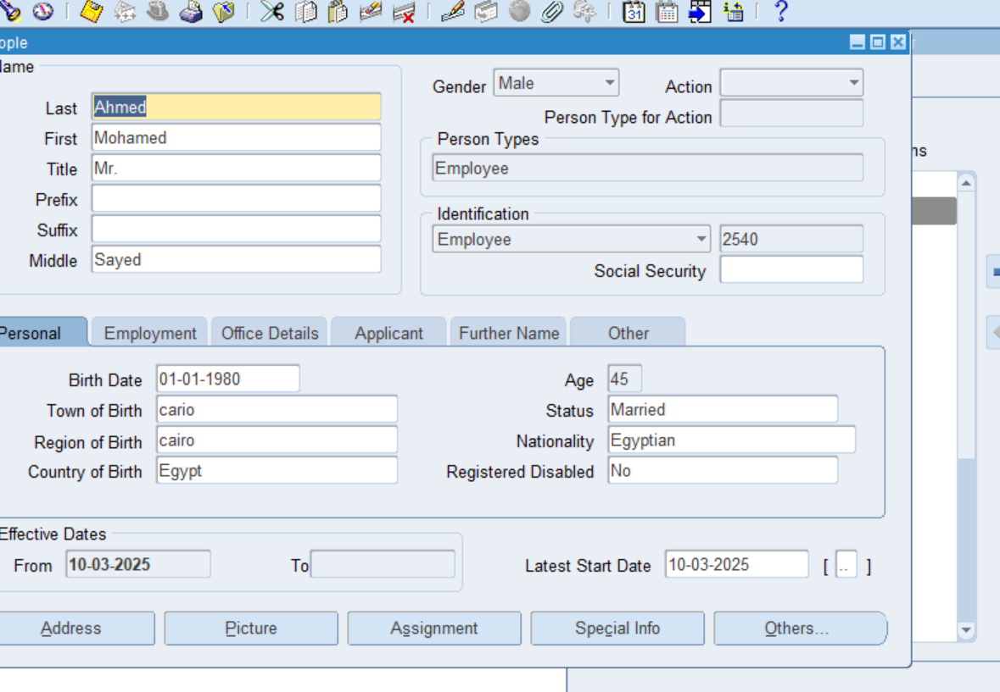 31
?
ople
Name
Last Ahmed
First Mohamed
Title Mr.
Prefix
Suffix
Middle Sayed
Gender Male
Action
Person Type for Action
Person Types
Employee
Identification
Employee 2540
Social Security
ns
Personal Employment Office Details Applicant Further Name Other
Birth Date 01-01-1980 Age 45
Town of Birth cario Status Married
Region of Birth cairo Nationality Egyptian
Country of Birth Egypt Registered Disabled No
Effective Dates
From 10-03-2025 To Latest Start Date 10-03-2025 [ .. ]
Address Picture Assignment Special Info Others...